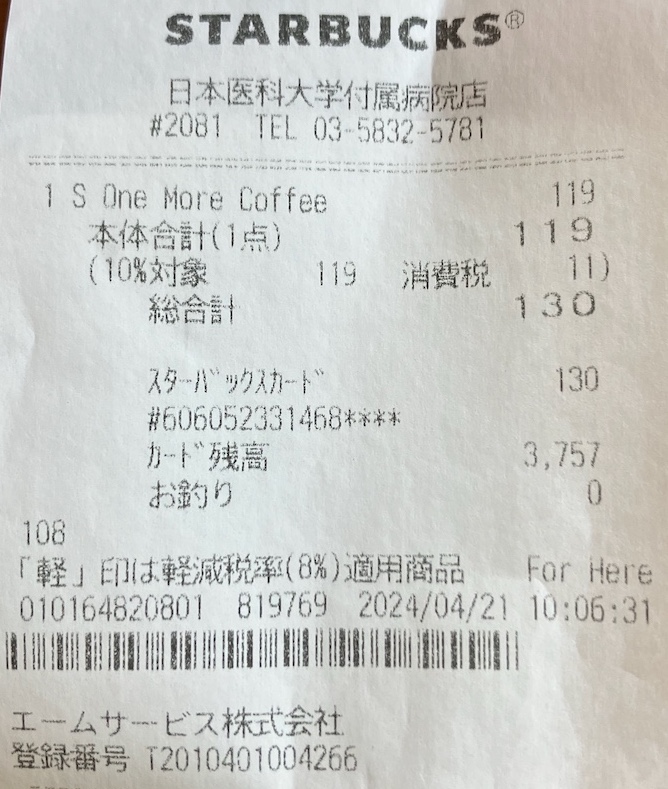 STARBUCKS®
日本医科大学付属病院店
#2081 TEL 03-5832-5781
1 S One More Coffee 119
本体合計(1点) 119
(10%対象 119 消費税 11)
総合計 130
スターバックスカード 130
#606052331468****
カード残高 3,757
お釣り 0
108
「軽」印は軽減税率(8%)適用商品 For Here
010164820801 819769 2024/04/21 10:06:31
エームサービス株式会社
登録番号 T2010401004266